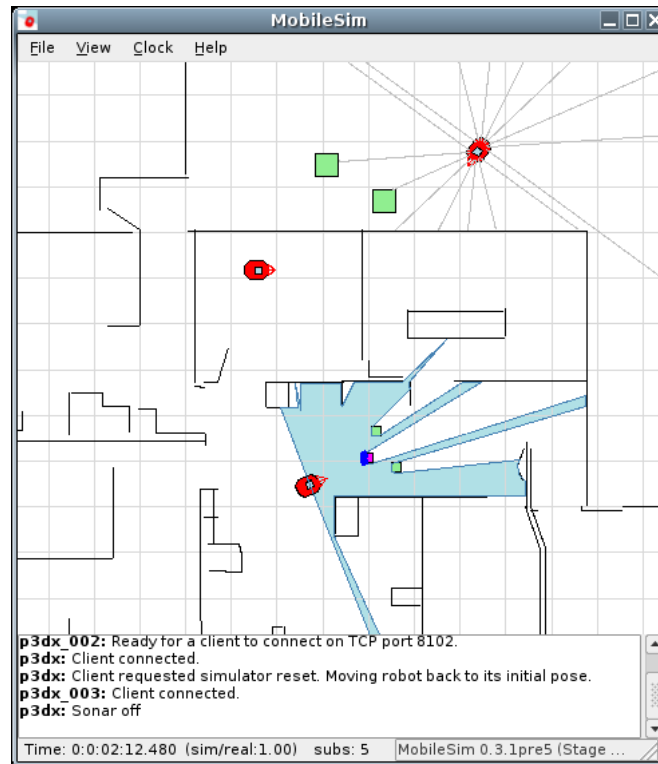 MobileSim
File View Clock Help
p3dx_002: Ready for a client to connect on TCP port 8102.
p3dx: Client connected.
p3dx: Client requested simulator reset. Moving robot back to its initial pose.
p3dx_003: Client connected.
p3dx: Sonar off
Time: 0:0:02:12.480 (sim/real:1.00) subs: 5 MobileSim 0.3.1pre5 (Stage ...